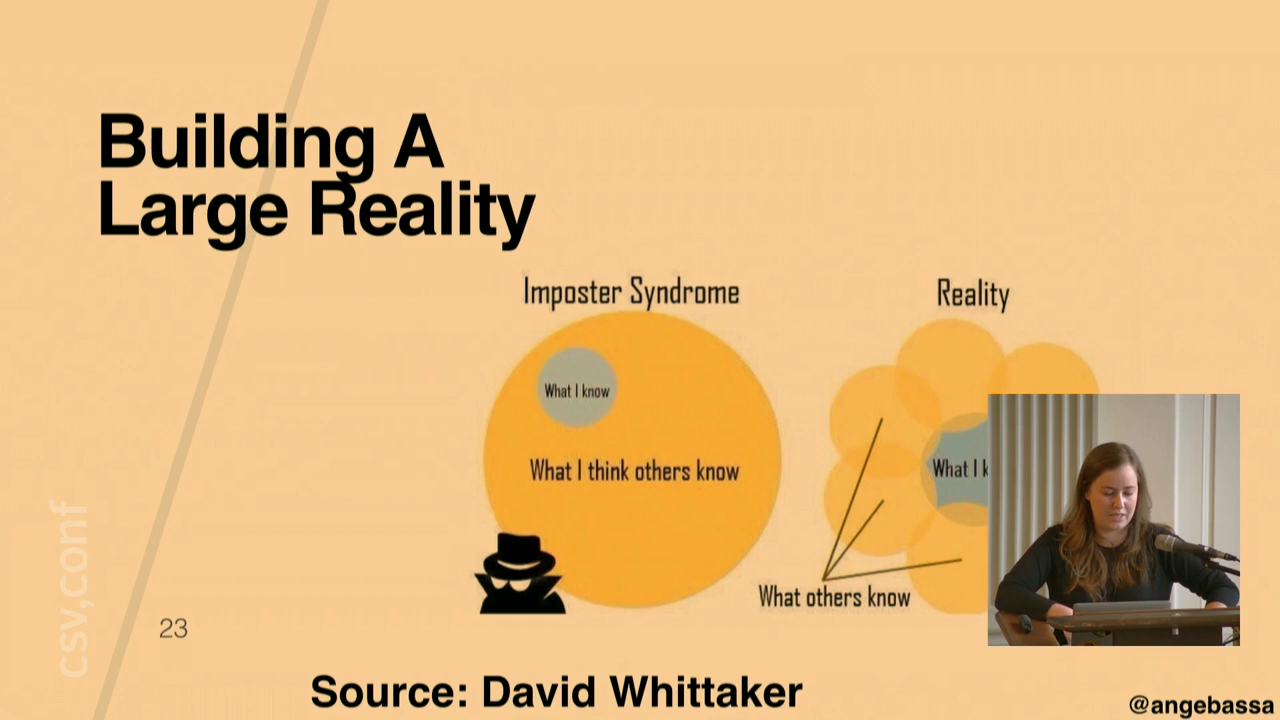 Building A
Large Reality
Imposter Syndrome
Reality
What I know
What I think others know
What I k
What others know
csv,conf
23
Source: David Whittaker
@angebassa